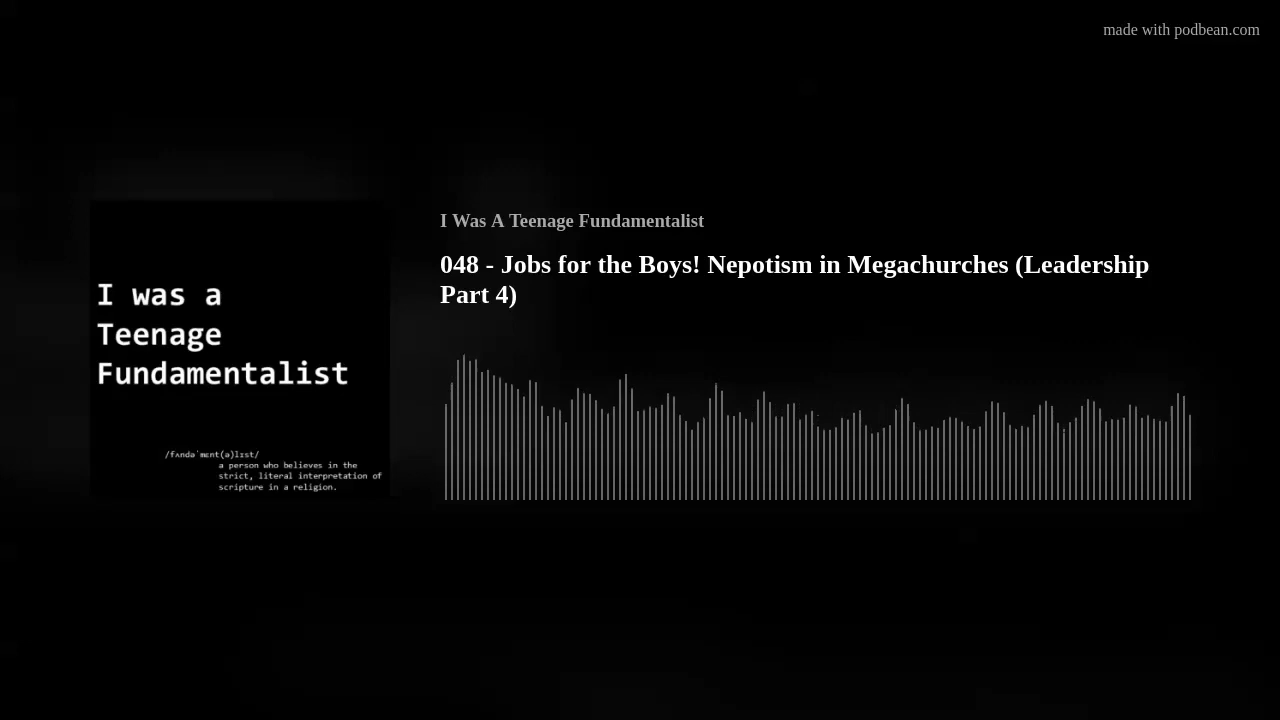 made with podbean.com
I Was A Teenage Fundamentalist
048 - Jobs for the Boys! Nepotism in Megachurches (Leadership
Part 4)
I was a
Teenage
Fundamentalist
/fʌndəˈmɛnt(ə)lɪst/
a person who believes in the
strict, literal interpretation of
scripture in a religion.